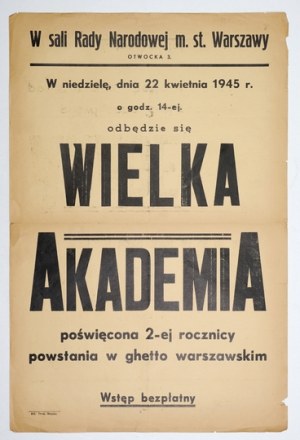 W sali Rady Narodowej m. st. Warszawy
OTWOCKA 3.
W niedzielę, dnia 22 kwietnia 1945 r.
o godz. 14-ej.
odbędzie się
WIELKA
AKADEMIA
poświęcona 2-ej rocznicy
powstania w ghetto warszawskim
Wstęp bezpłatny